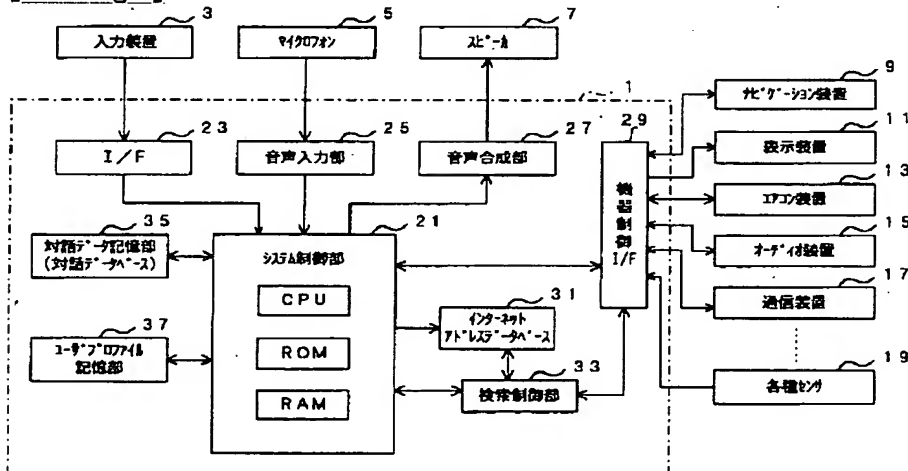 3
5
7
入力装置
マイクロフォン
スピーカ
1
9
ナビゲーション装置
23
25
27
29
I/F
音声入力部
音声合成部
11
表示装置
13
エアコン装置
機器制御I/F
35
21
15
対話データ記憶部
(対話データベース)
システム制御部
オーディオ装置
CPU
31
17
インターネット
アドレスデータベース
通信装置
37
ユーザプロファイル
記憶部
ROM
33
19
検索制御部
各種センサ
RAM